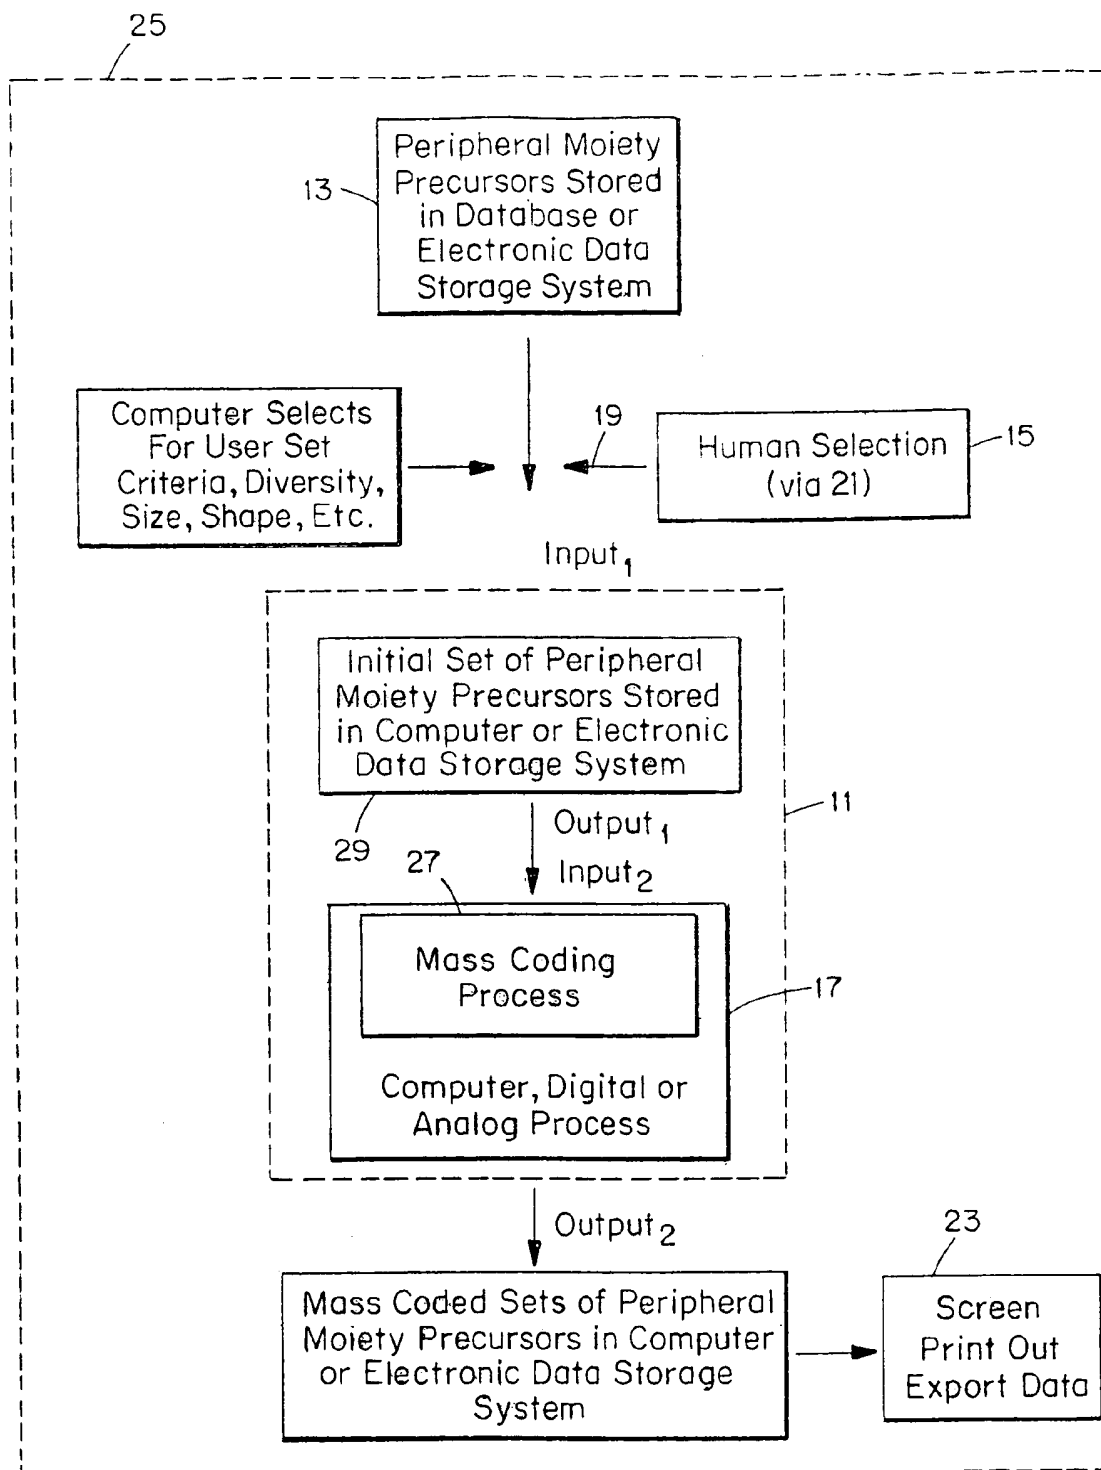 25
Peripheral Moiety
Precursors Stored
in Database or
Electronic Data
Storage System
13
Computer Selects
For User Set
Criteria, Diversity,
Size, Shape, Etc.
19
Human Selection
(via 21)
15
Input1
Initial Set of Peripheral
Moiety Precursors Stored
in Computer or Electronic
Data Storage System
29
Output1
Input2
11
27
Mass Coding
Process
17
Computer, Digital or
Analog Process
Output2
Mass Coded Sets of Peripheral
Moiety Precursors in Computer
or Electronic Data Storage
System
23
Screen
Print Out
Export Data